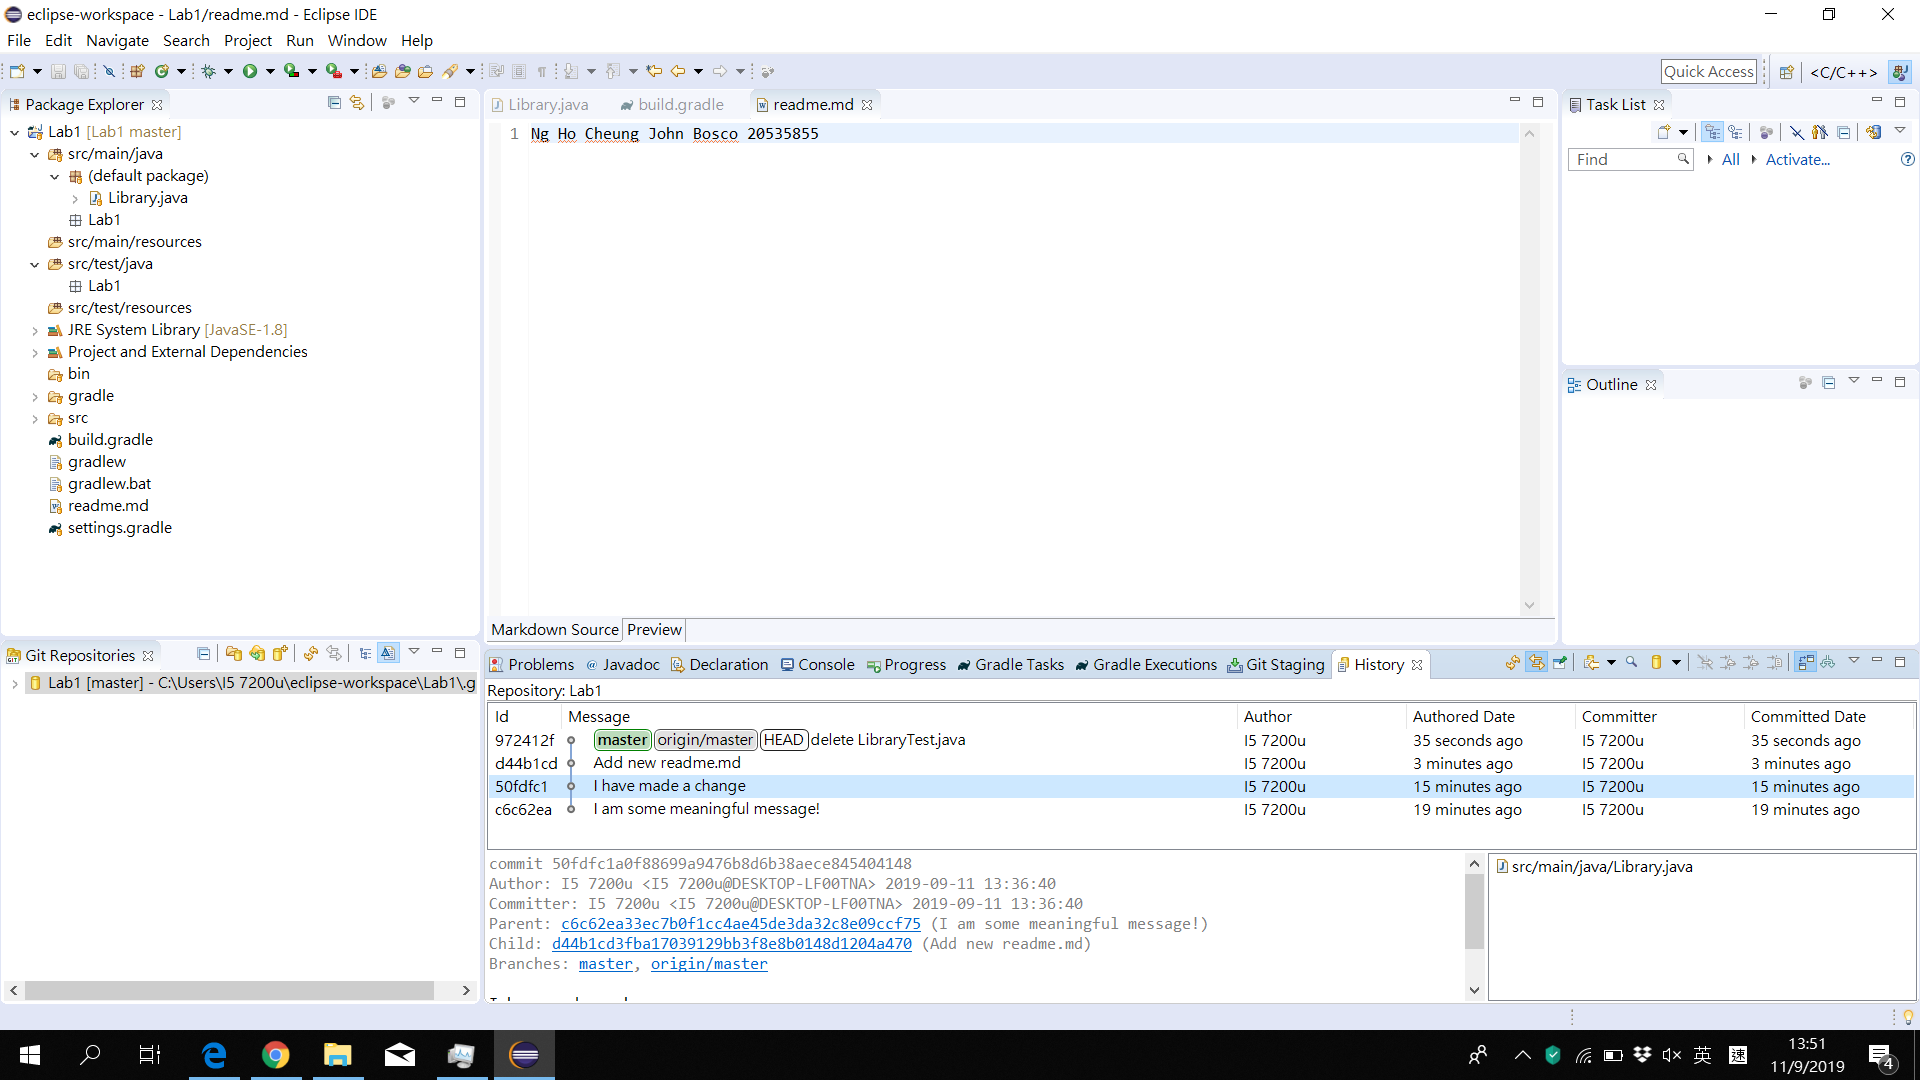 eclipse-workspace - Lab1/readme.md - Eclipse IDE
File Edit Navigate Search Project Run Window Help
Quick Access
<C/C++>
Package Explorer
Library.java build.gradle readme.md
Task List
Lab1 [Lab1 master]
src/main/java
(default package)
Library.java
Lab1
src/main/resources
src/test/java
Lab1
src/test/resources
JRE System Library [JavaSE-1.8]
Project and External Dependencies
bin
gradle
src
build.gradle
gradlew
gradlew.bat
readme.md
settings.gradle
1 Ng Ho Cheung John Bosco 20535855
Markdown Source Preview
Find All Activate...
Outline
Git Repositories
Lab1 [master] - C:\Users\I5 7200u\eclipse-workspace\Lab1\.g
Problems Javadoc Declaration Console Progress Gradle Tasks Gradle Executions Git Staging History
Repository: Lab1
Id Message Author Authored Date Committer Committed Date
972412f master origin/master HEAD delete LibraryTest.java I5 7200u 35 seconds ago I5 7200u 35 seconds ago
d44b1cd Add new readme.md I5 7200u 3 minutes ago I5 7200u 3 minutes ago
50fdfc1 I have made a change I5 7200u 15 minutes ago I5 7200u 15 minutes ago
c6c62ea I am some meaningful message! I5 7200u 19 minutes ago I5 7200u 19 minutes ago
commit 50fdfc1a0f88699a9476b8d6b38aece845404148
Author: I5 7200u <I5 7200u@DESKTOP-LF00TNA> 2019-09-11 13:36:40
Committer: I5 7200u <I5 7200u@DESKTOP-LF00TNA> 2019-09-11 13:36:40
Parent: c6c62ea33ec7b0f1cc4ae45de3da32c8e09ccf75 (I am some meaningful message!)
Child: d44b1cd3fba17039129bb3f8e8b0148d1204a470 (Add new readme.md)
Branches: master, origin/master
src/main/java/Library.java
英
速
13:51
11/9/2019
4